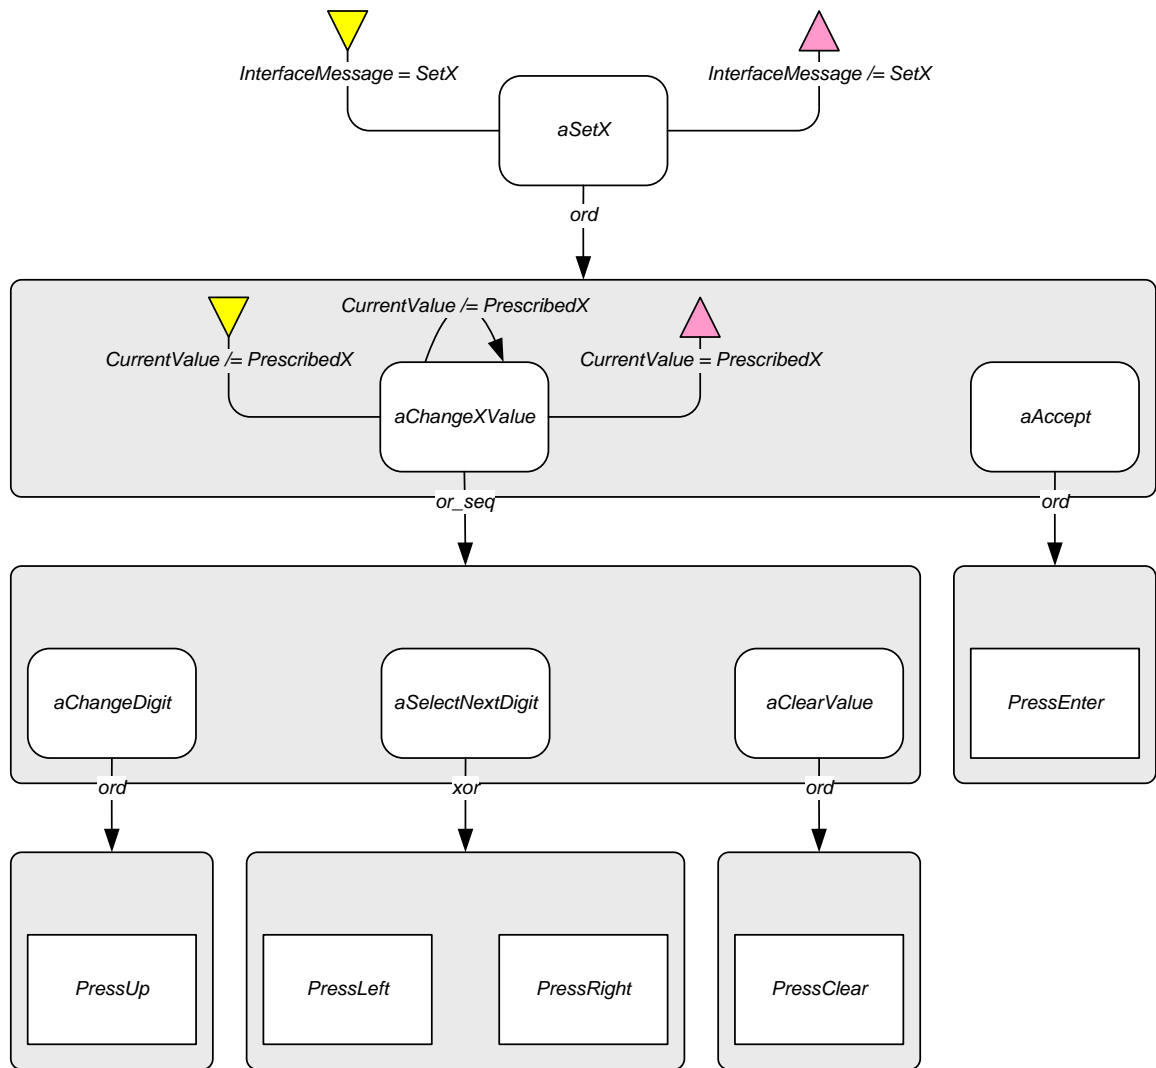 InterfaceMessage = SetX
InterfaceMessage /= SetX
aSetX
ord
CurrentValue /= PrescribedX
CurrentValue /= PrescribedX
CurrentValue = PrescribedX
aChangeXValue
aAccept
or_seq
ord
aChangeDigit
aSelectNextDigit
aClearValue
PressEnter
ord
xor
ord
PressUp
PressLeft
PressRight
PressClear